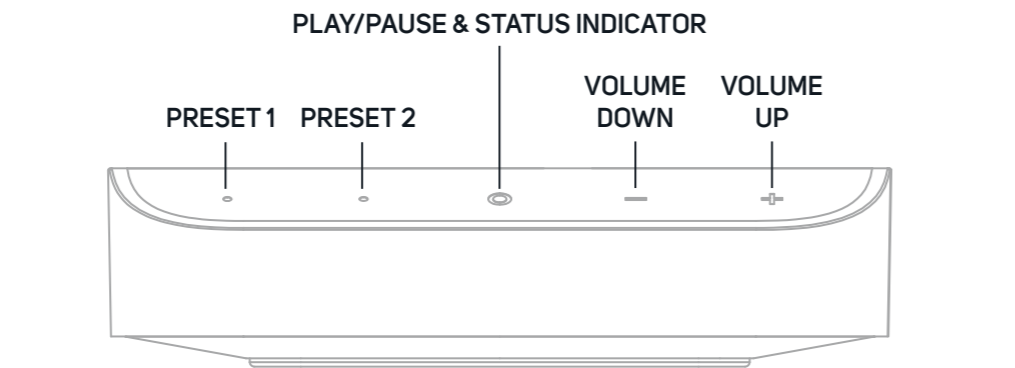 PLAY/PAUSE & STATUS INDICATOR
PRESET 1
PRESET 2
VOLUME
DOWN
VOLUME
UP